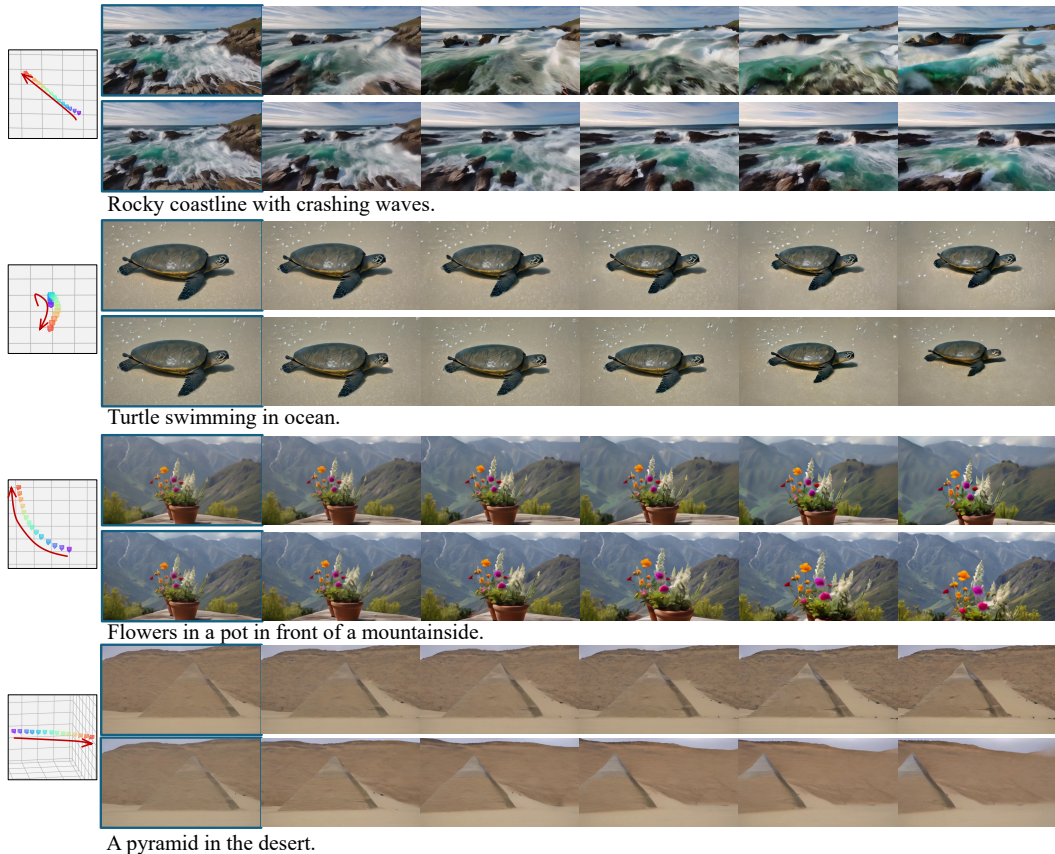 Rocky coastline with crashing waves.
Turtle swimming in ocean.
Flowers in a pot in front of a mountainside.
A pyramid in the desert.